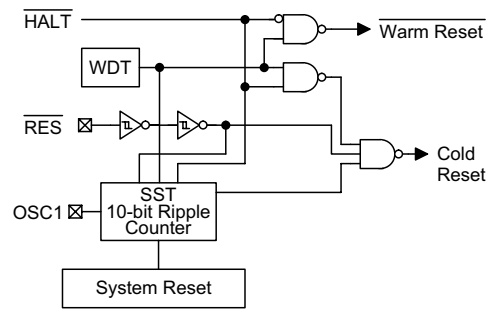 HALT
Warm Reset
WDT
RES
Cold
Reset
SST
10-bit Ripple
Counter
OSC1
System Reset